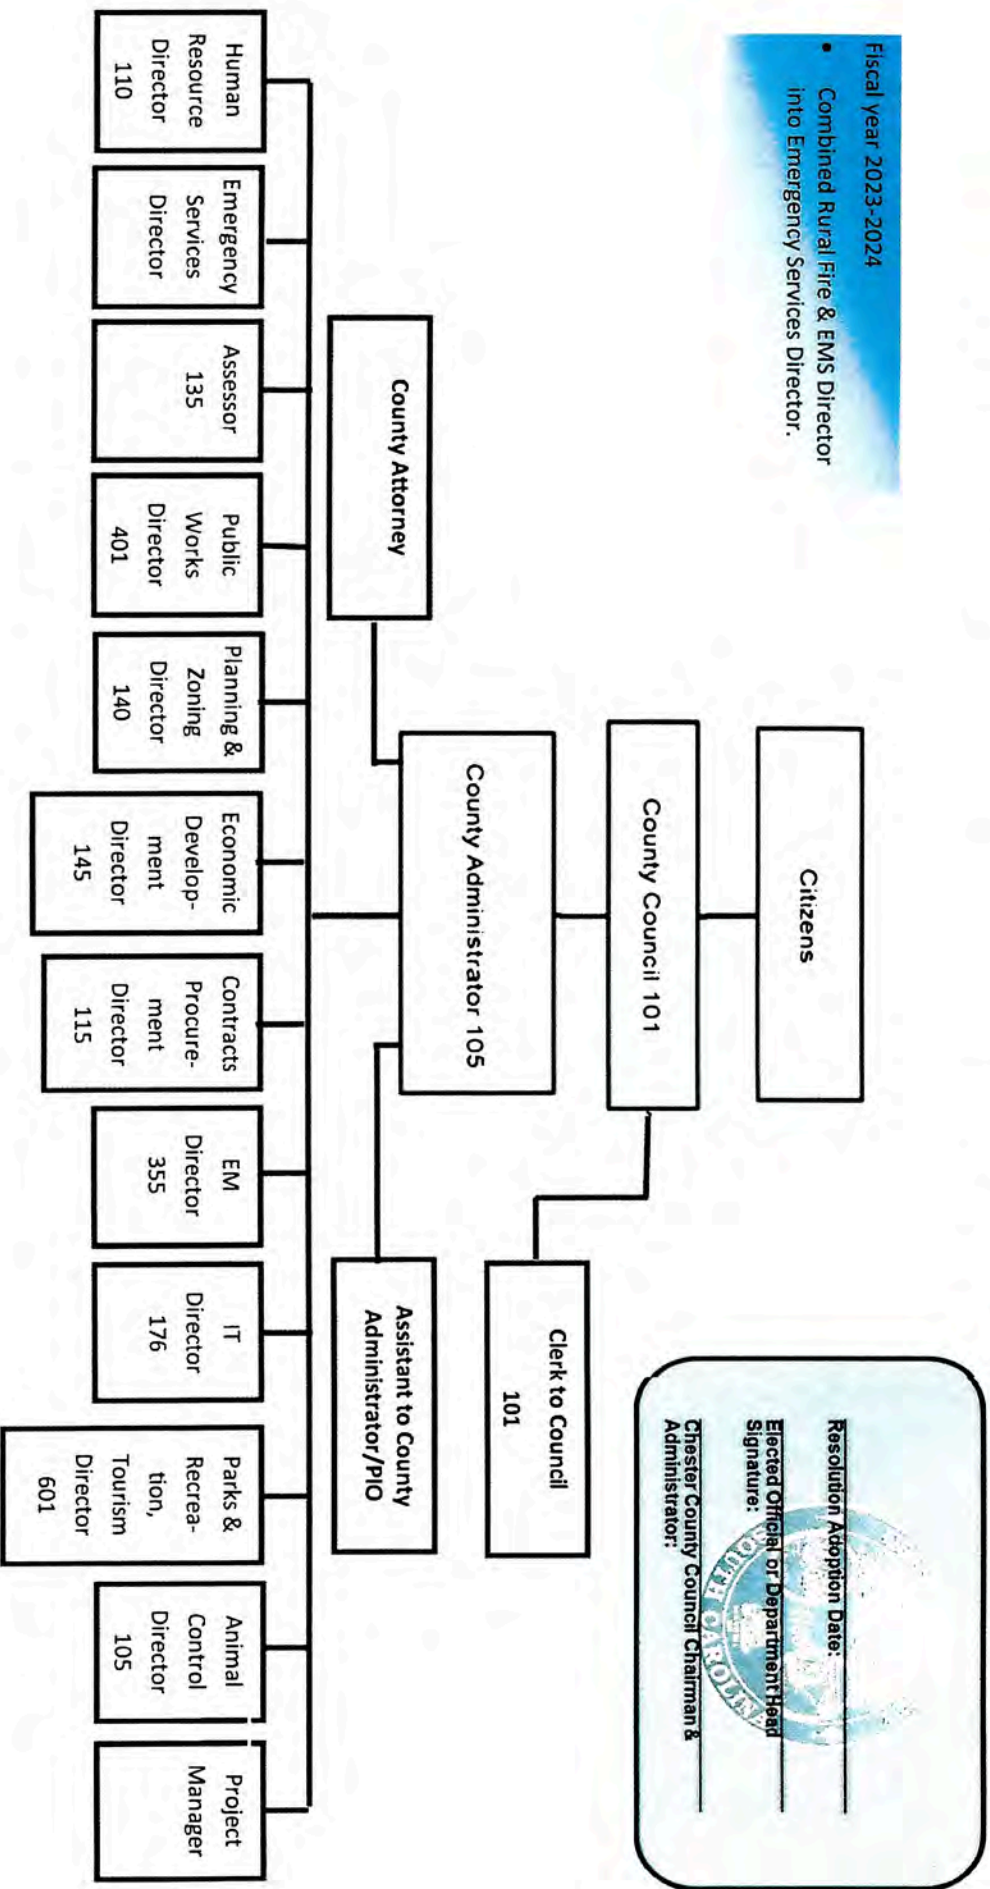 Fiscal year 2023-2024
• Combined Rural Fire & EMS Director
into Emergency Services Director.
Resolution Adoption Date:
Elected Official or Department Head
Signature:
Chester County Council Chairman &
Administrator:
SOUTH CAROLINA
Citizens
County Council 101
Clerk to Council
101
County Administrator 105
County Attorney
Assistant to County
Administrator/PIO
Human
Resource
Director
110
Emergency
Services
Director
Assessor
135
Public
Works
Director
401
Planning &
Zoning
Director
140
Economic
Develop-
ment
Director
145
Contracts
Procure-
ment
Director
115
EM
Director
355
IT
Director
176
Parks &
Recrea-
tion,
Tourism
Director
601
Animal
Control
Director
105
Project
Manager